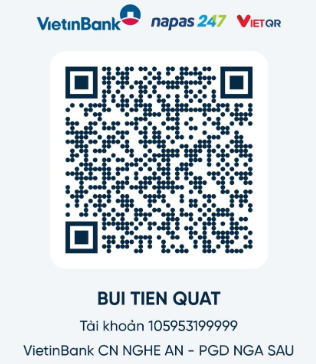 VietinBank napas 247 VIETQR
BUI TIEN QUAT
Tài khoản 105953199999
VietinBank CN NGHE AN - PGD NGA SAU